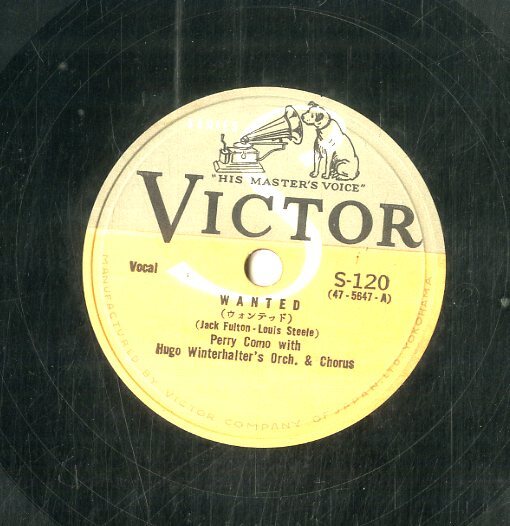 "HIS MASTER'S VOICE"
VICTOR
Vocal
S-120
(47-5647-A)
WANTED
(ウォンテッド)
(Jack Fulton-Louis Steele)
Perry Como with
Hugo Winterhalter's Orch. & Chorus
MANUFACTURED BY VICTOR COMPANY OF JAPAN, LTD. YOKOHAMA